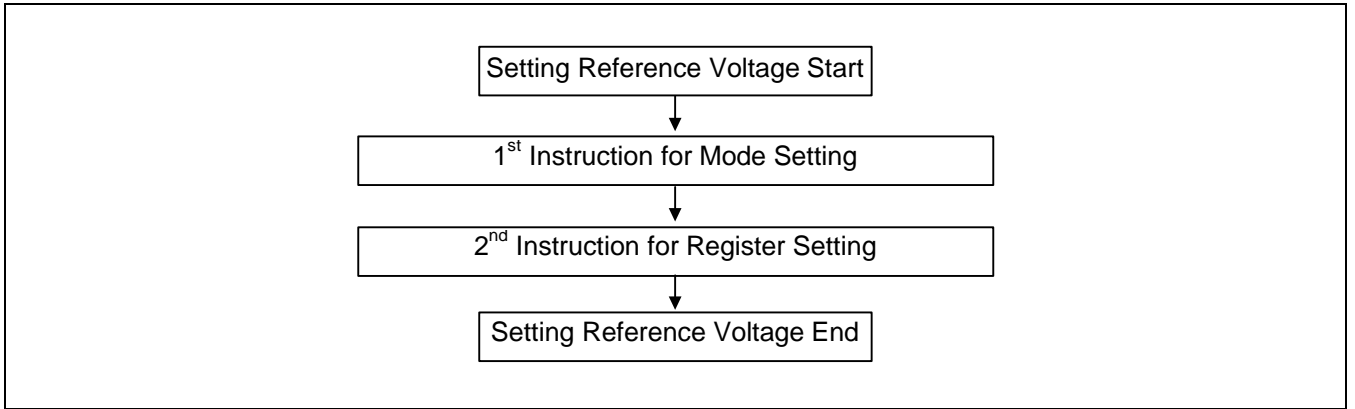 Setting Reference Voltage Start
1st Instruction for Mode Setting
2nd Instruction for Register Setting
Setting Reference Voltage End